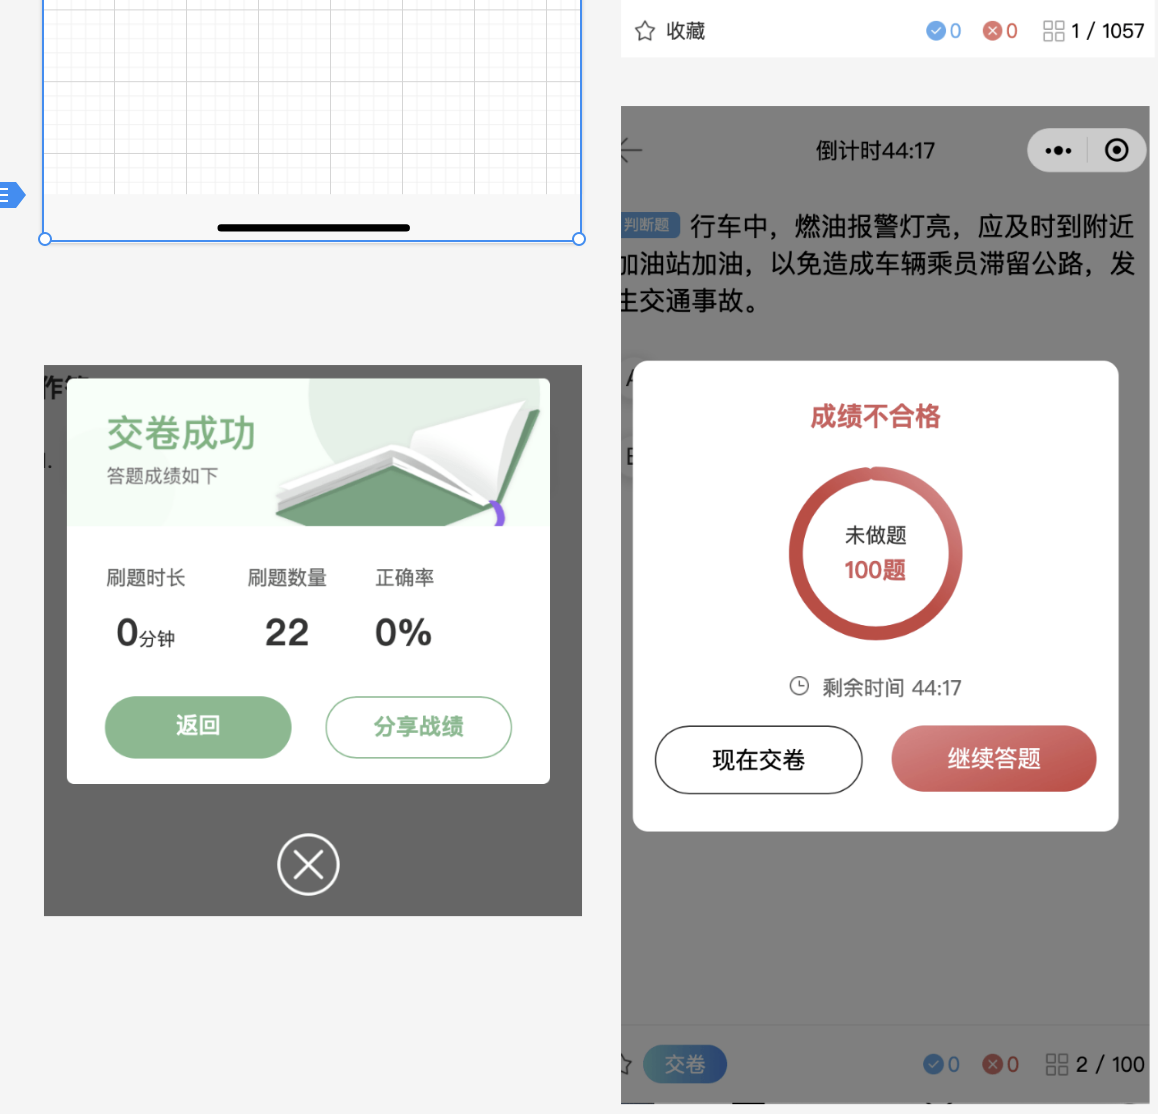 收藏
0
0
1 / 1057
倒计时44:17
判断题 行车中，燃油报警灯亮，应及时到附近
加油站加油，以免造成车辆乘员滞留公路，发
生交通事故。
成绩不合格
未做题
100题
剩余时间 44:17
现在交卷
继续答题
交卷
0
0
2 / 100
交卷成功
答题成绩如下
刷题时长
刷题数量
正确率
0分钟
22
0%
返回
分享战绩